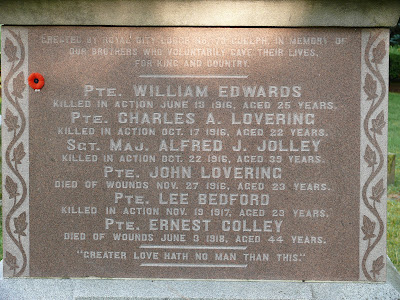 ERECTED BY ROYAL CITY LODGE NO. 75 GUELPH, IN MEMORY OF
OUR BROTHERS WHO VOLUNTARILY GAVE THEIR LIVES,
FOR KING AND COUNTRY.
PTE. WILLIAM EDWARDS
KILLED IN ACTION JUNE 13 1916, AGED 25 YEARS.
PTE. CHARLES A. LOVERING
KILLED IN ACTION OCT. 17 1916, AGED 22 YEARS.
SGT. MAJ. ALFRED J. JOLLEY
KILLED IN ACTION OCT. 22 1916, AGED 39 YEARS.
PTE. JOHN LOVERING
DIED OF WOUNDS NOV. 27 1916, AGED 23 YEARS.
PTE. LEE BEDFORD
KILLED IN ACTION NOV. 13 1917, AGED 23 YEARS.
PTE. ERNEST COLLEY
DIED OF WOUNDS JUNE 9 1918, AGED 44 YEARS.
"GREATER LOVE HATH NO MAN THAN THIS."